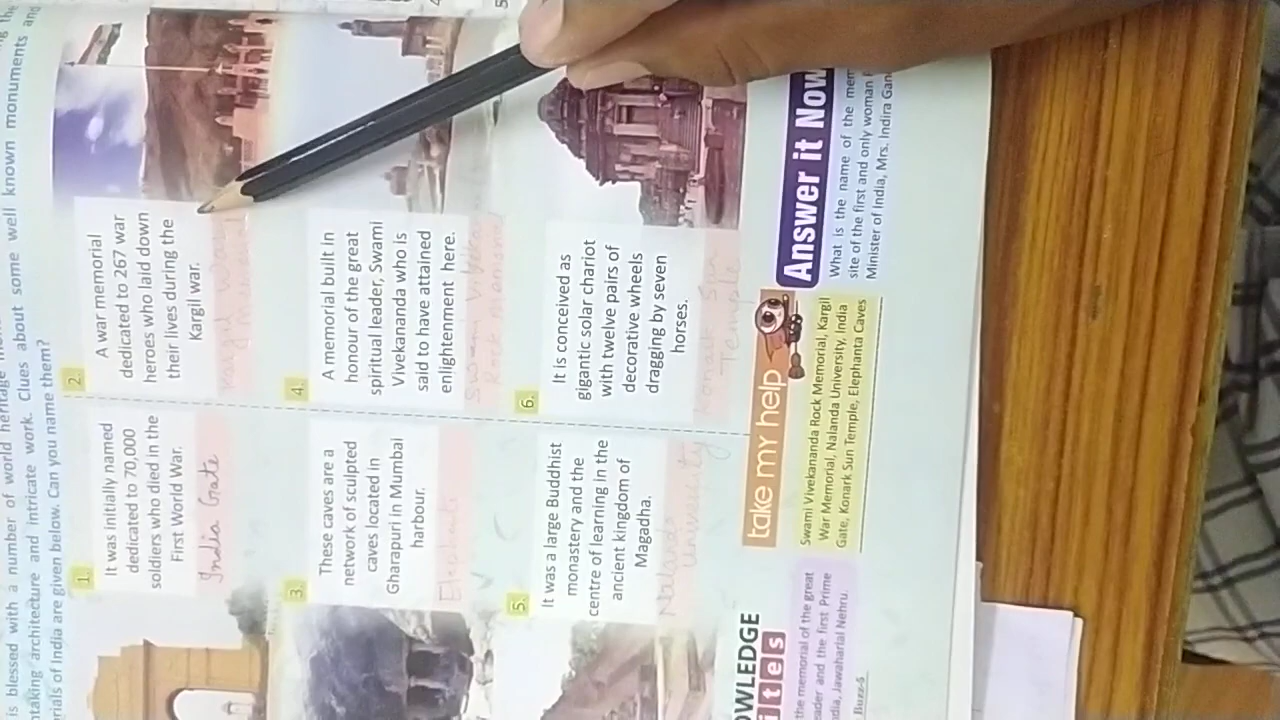 is blessed with a number of world heritage
taking architecture and intricate work. Clues about some well known monuments and
rials of India are given below. Can you name them?
1.
It was initially named
dedicated to 70,000
soldiers who died in the
First World War.
India Gate
2.
A war memorial
dedicated to 267 war
heroes who laid down
their lives during the
Kargil war.
3.
These caves are a
network of sculpted
caves located in
Gharapuri in Mumbai
harbour.
4.
A memorial built in
honour of the great
spiritual leader, Swami
Vivekananda who is
said to have attained
enlightenment here.
5.
It was a large Buddhist
monastery and the
centre of learning in the
ancient kingdom of
Magadha.
University
6.
It is conceived as
gigantic solar chariot
with twelve pairs of
decorative wheels
dragging by seven
horses.
Temple
OWLEDGE
ites
the memorial of the great
ader and the first Prime
dia, Jawaharlal Nehru.
Buzz-5
take my help
Swami Vivekananda Rock Memorial, Kargil
War Memorial, Nalanda University, India
Gate, Konark Sun Temple, Elephanta Caves
Answer it Now
What is the name of the mem
site of the first and only woman P
Minister of India, Mrs. Indira Gan